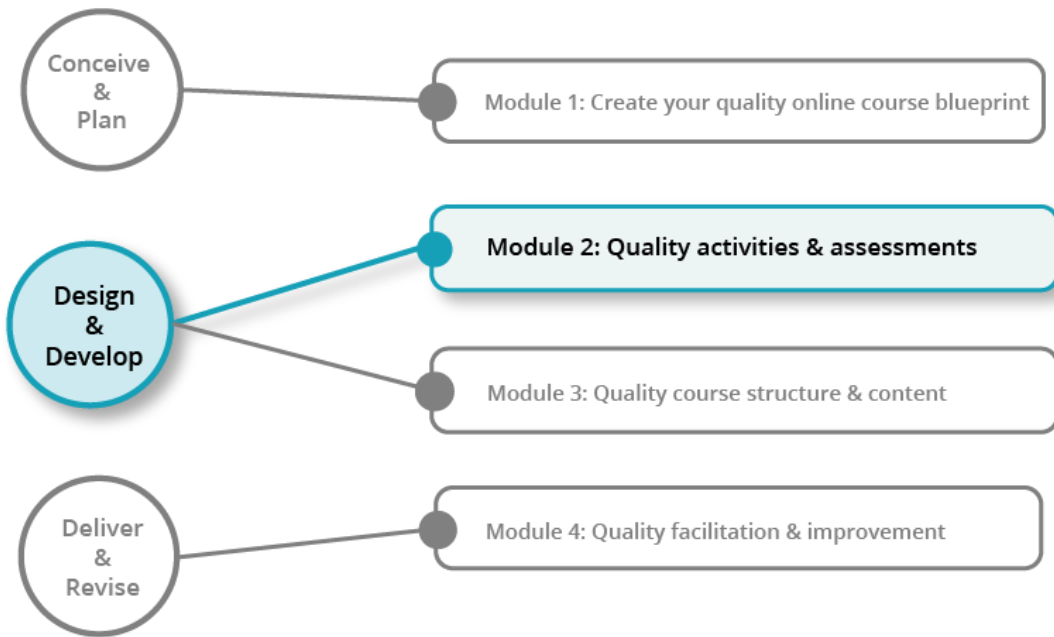 Conceive
&
Plan
Module 1: Create your quality online course blueprint
Module 2: Quality activities & assessments
Design
&
Develop
Module 3: Quality course structure & content
Deliver
&
Revise
Module 4: Quality facilitation & improvement